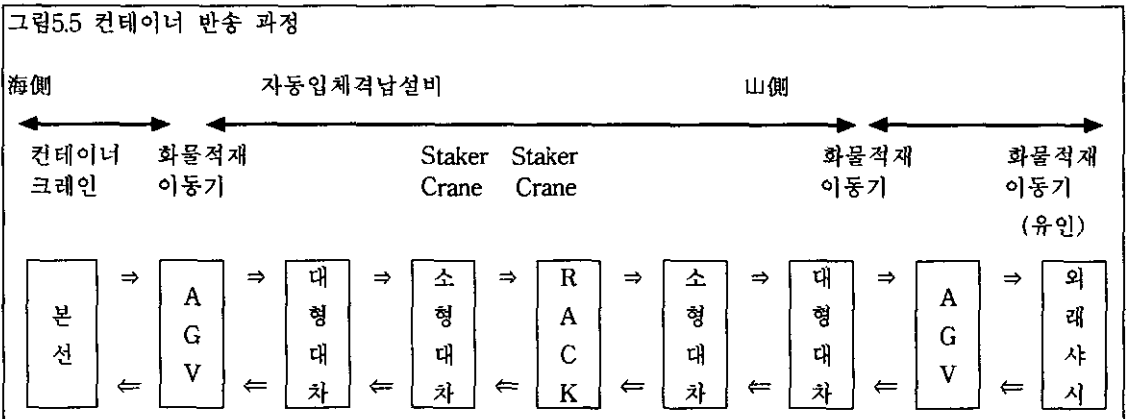 그림5.5 컨테이너 반송 과정
海側 자동입체격납설비 山側
컨테이너 화물적재 Staker Staker 화물적재 화물적재
크레인 이동기 Crane Crane 이동기 이동기
(유인)
본선 ⇒ AGV ⇒ 대형대차 ⇒ 소형대차 ⇒ RACK ⇒ 소형대차 ⇒ 대형대차 ⇒ AGV ⇒ 외래샤시
⇐ ⇐ ⇐ ⇐ ⇐ ⇐ ⇐ ⇐